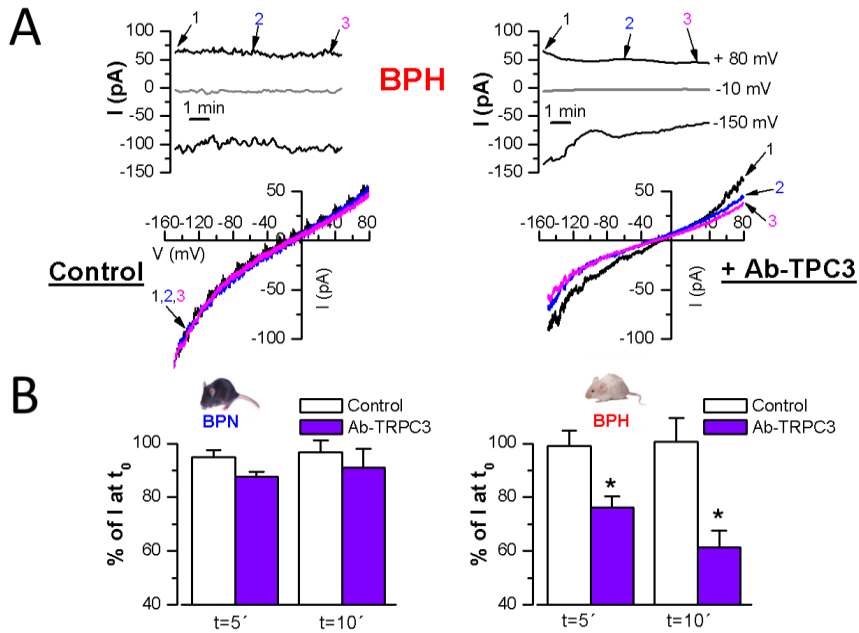 A
BPH
1 2 3
I (pA)
100
50
0
-50
-100
-150
1 min
1 2 3
I (pA)
100
50
0
-50
-100
-150
1 min
+ 80 mV
-10 mV
-150 mV
50
-160 -120 -80 -40 0 40 80
V (mV)
-50
-100
I (pA)
1,2,3
Control
50
-160 -120 -80 -40 0 40 80
-50
-100
I (pA)
1
2
3
+ Ab-TPC3
B
BPN
Control
Ab-TRPC3
% of I at t0
100
80
60
40
t=5´ t=10´
BPH
Control
Ab-TRPC3
% of I at t0
100
80
60
40
* *
t=5´ t=10´